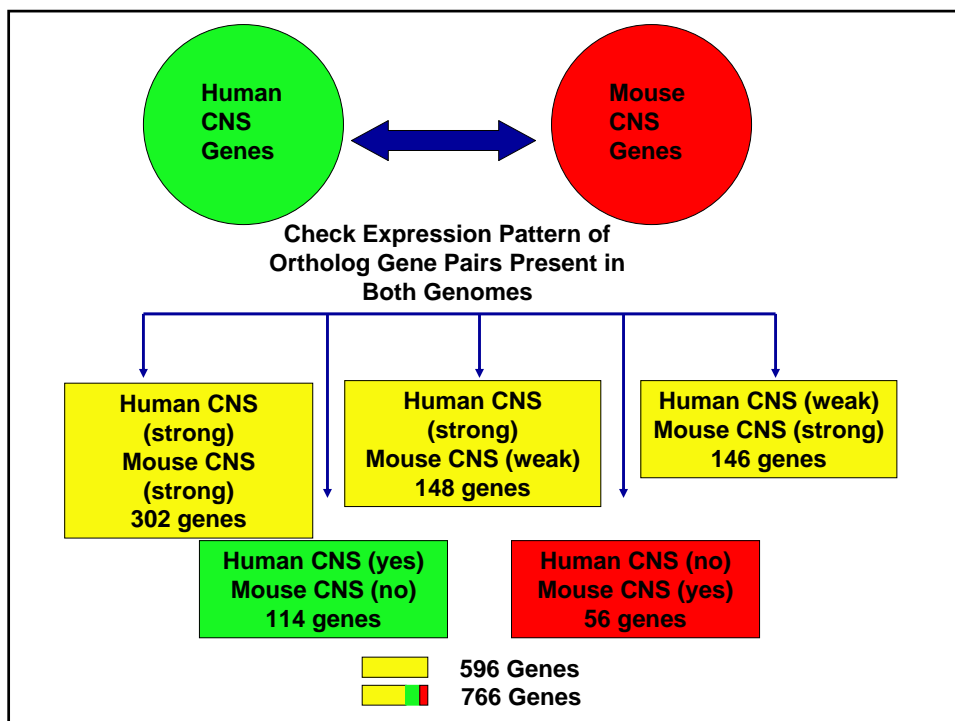 Human
CNS
Genes
Mouse
CNS
Genes
Check Expression Pattern of
Ortholog Gene Pairs Present in
Both Genomes
Human CNS
(strong)
Mouse CNS
(strong)
302 genes
Human CNS
(strong)
Mouse CNS (weak)
148 genes
Human CNS (weak)
Mouse CNS (strong)
146 genes
Human CNS (yes)
Mouse CNS (no)
114 genes
Human CNS (no)
Mouse CNS (yes)
56 genes
596 Genes
766 Genes